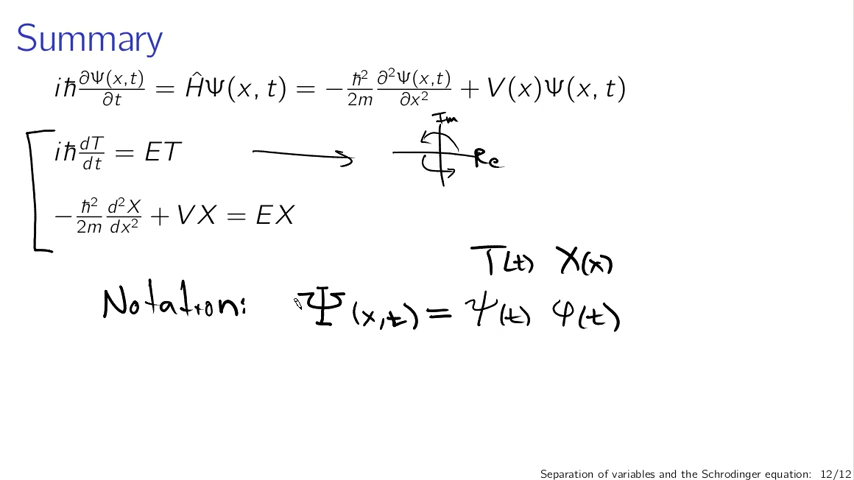 Summary
iℏ ∂Ψ(x,t)/∂t = ĤΨ(x, t) = −ℏ²/2m ∂²Ψ(x,t)/∂x² + V(x)Ψ(x, t)
Im
iℏ dT/dt = ET
Re
−ℏ²/2m d²X/dx² + VX = EX
T(t) X(x)
Notation: Ψ(x,t) = ψ(t) φ(t)
Separation of variables and the Schrodinger equation: 12/12